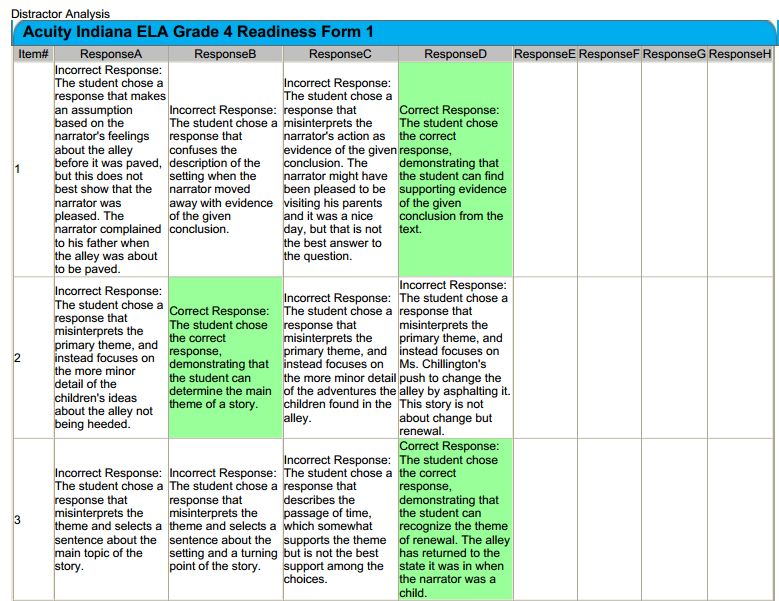 Distractor Analysis
Acuity Indiana ELA Grade 4 Readiness Form 1
Item# ResponseA ResponseB ResponseC ResponseD ResponseE ResponseF ResponseG ResponseH
1
Incorrect Response:
The student chose a
response that makes
an assumption
based on the
narrator's feelings
about the alley
before it was paved,
but this does not
best show that the
narrator was
pleased. The
narrator complained
to his father when
the alley was about
to be paved.
Incorrect Response:
The student chose a
response that
confuses the
description of the
setting when the
narrator moved
away with evidence
of the given
conclusion.
Incorrect Response:
The student chose a
response that
misinterprets the
narrator's action as
evidence of the given
conclusion. The
narrator might have
been pleased to be
visiting his parents
and it was a nice
day, but that is not
the best answer to
the question.
Correct Response:
The student chose
the correct
response,
demonstrating that
the student can find
supporting evidence
of the given
conclusion from the
text.
2
Incorrect Response:
The student chose a
response that
misinterprets the
primary theme, and
instead focuses on
the more minor
detail of the
children's ideas
about the alley not
being heeded.
Correct Response:
The student chose
the correct
response,
demonstrating that
the student can
determine the main
theme of a story.
Incorrect Response:
The student chose a
response that
misinterprets the
primary theme, and
instead focuses on
the more minor detail
of the adventures the
children found in the
alley.
Incorrect Response:
The student chose a
response that
misinterprets the
primary theme, and
instead focuses on
Ms. Chillington's
push to change the
alley by asphalting it.
This story is not
about change but
renewal.
3
Incorrect Response:
The student chose a
response that
misinterprets the
theme and selects a
sentence about the
main topic of the
story.
Incorrect Response:
The student chose a
response that
misinterprets the
theme and selects a
sentence about the
setting and a turning
point of the story.
Incorrect Response:
The student chose a
response that
describes the
passage of time,
which somewhat
supports the theme
but is not the best
support among the
choices.
Correct Response:
The student chose
the correct
response,
demonstrating that
the student can
recognize the theme
of renewal. The alley
has returned to the
state it was in when
the narrator was a
child.